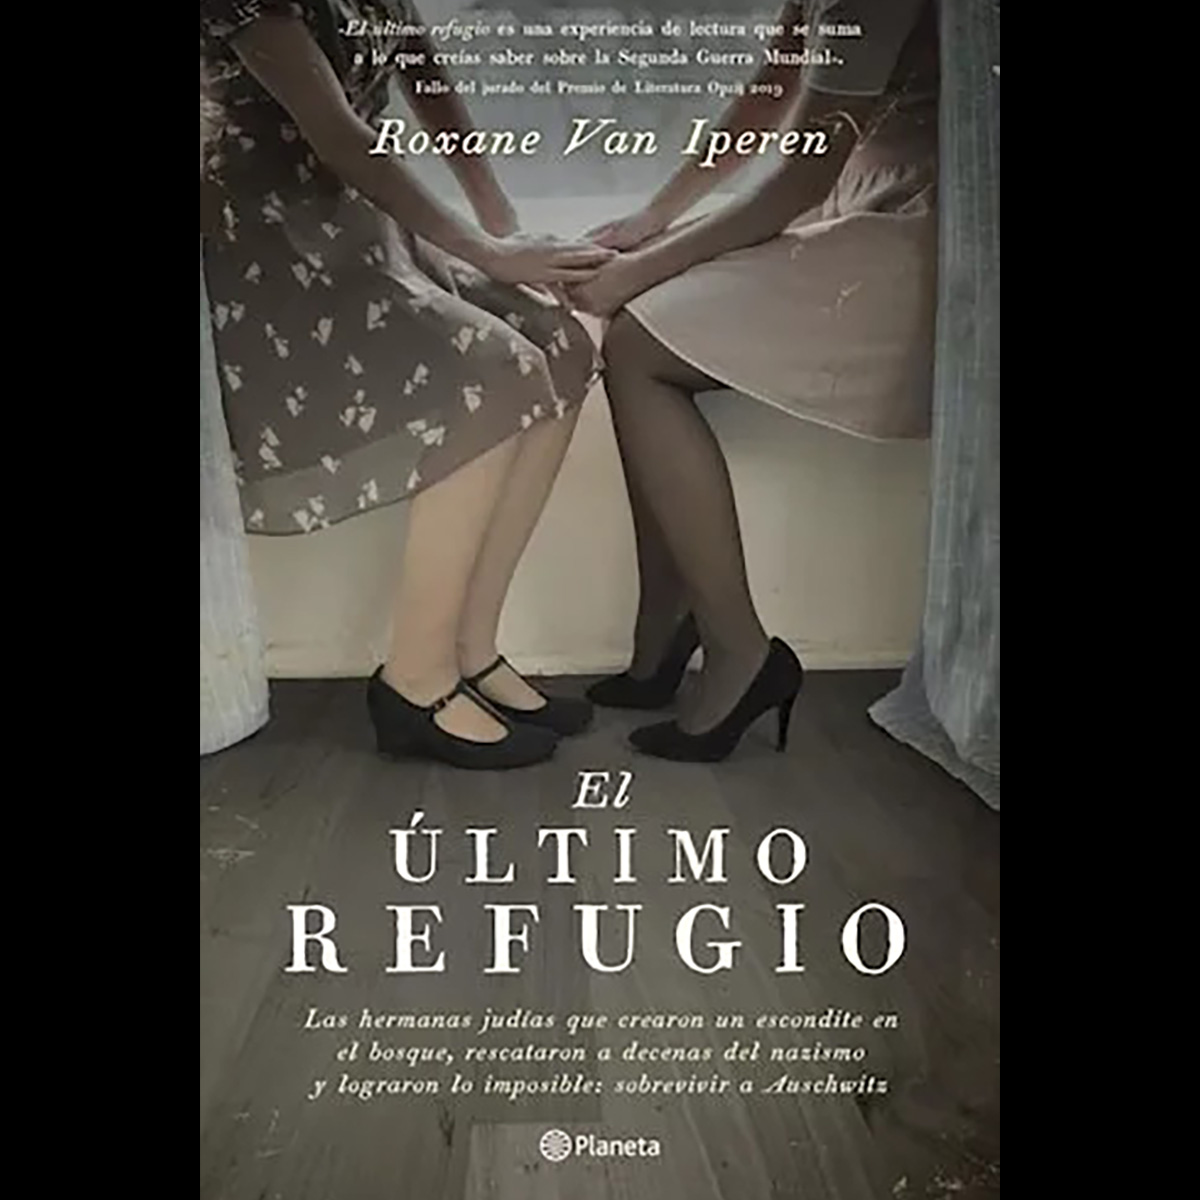 «El último refugio es una experiencia de lectura que se suma
a lo que creías saber sobre la Segunda Guerra Mundial».
Fallo del jurado del Premio de Literatura Opzij 2019
Roxane Van Iperen
El
ÚLTIMO
REFUGIO
Las hermanas judías que crearon un escondite en
el bosque, rescataron a decenas del nazismo
y lograron lo imposible: sobrevivir a Auschwitz
Planeta